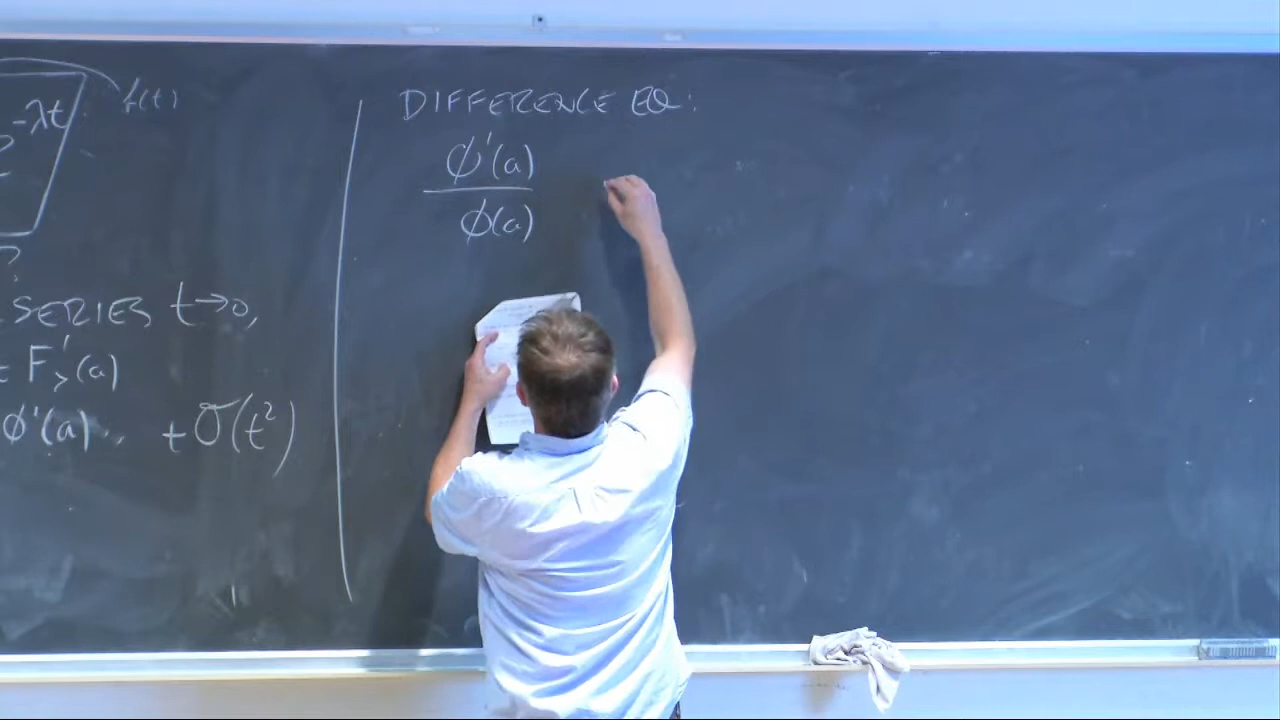 -λt
f(t)
?
SERIES t→0,
F'>(a)
φ'(a) .. + O(t²)
DIFFERENCE EQ:
φ'(a)
φ(a)